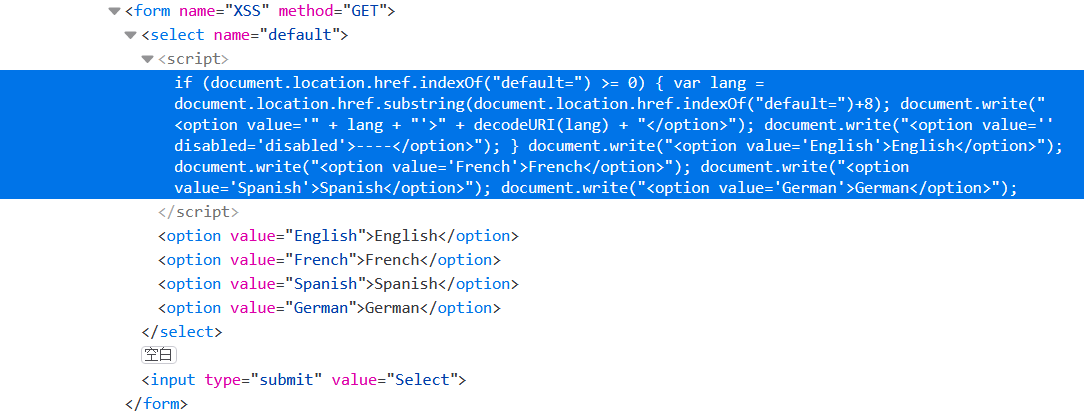 <form name="XSS" method="GET">
<select name="default">
<script>
if (document.location.href.indexOf("default=") >= 0) { var lang =
document.location.href.substring(document.location.href.indexOf("default=")+8); document.write("
<option value='" + lang + "'>" + decodeURI(lang) + "</option>"); document.write("<option value=''
disabled='disabled'>----</option>"); } document.write("<option value='English'>English</option>");
document.write("<option value='French'>French</option>"); document.write("<option
value='Spanish'>Spanish</option>"); document.write("<option value='German'>German</option>");
</script>
<option value="English">English</option>
<option value="French">French</option>
<option value="Spanish">Spanish</option>
<option value="German">German</option>
</select>
空白
<input type="submit" value="Select">
</form>